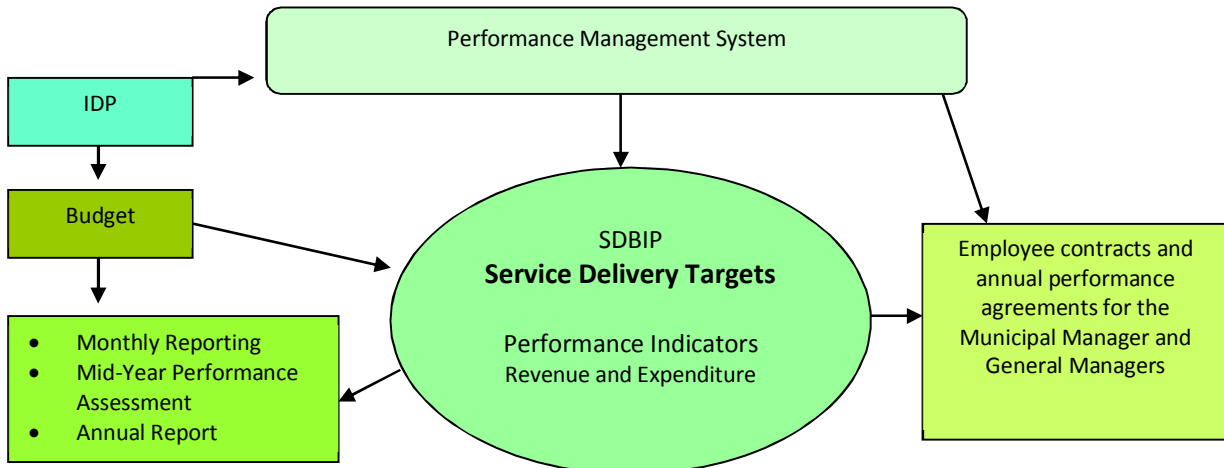 Performance Management System
IDP
Budget
SDBIP
Service Delivery Targets
Performance Indicators
Revenue and Expenditure
Employee contracts and
annual performance
agreements for the
Municipal Manager and
General Managers
• Monthly Reporting
• Mid-Year Performance
Assessment
• Annual Report